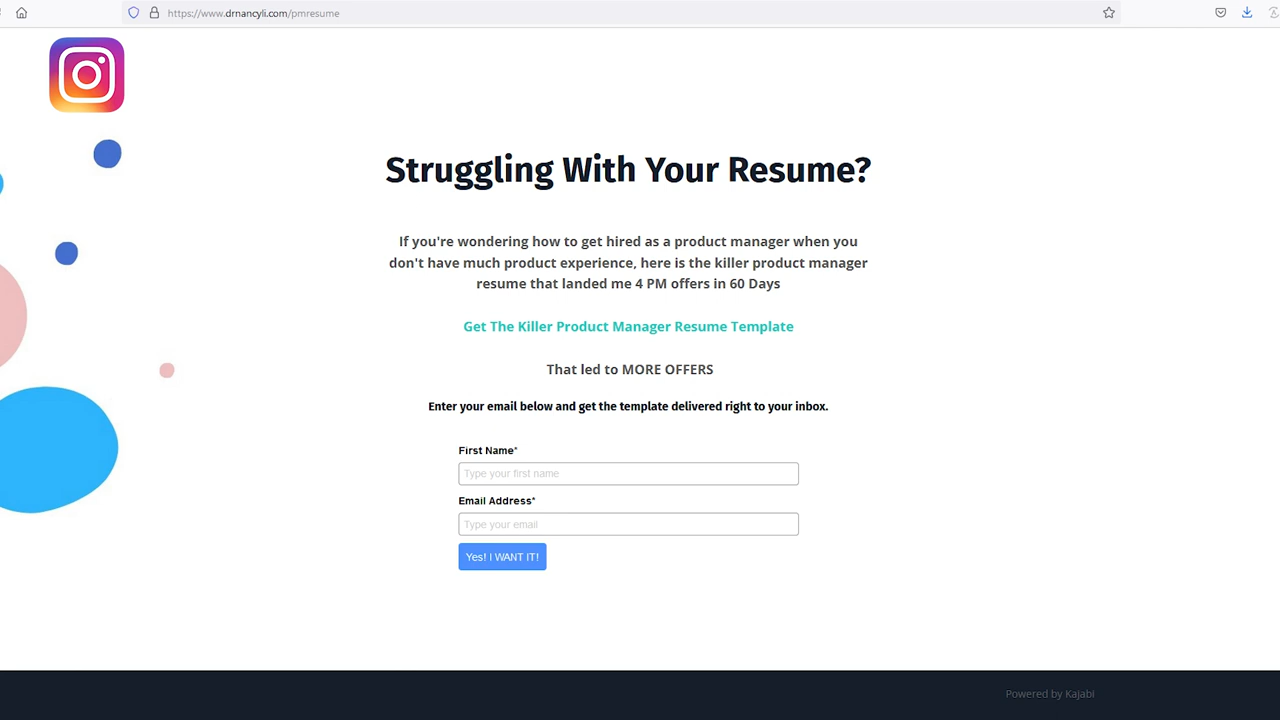 https://www.drnancyli.com/pmresume
Struggling With Your Resume?
If you're wondering how to get hired as a product manager when you
don't have much product experience, here is the killer product manager
resume that landed me 4 PM offers in 60 Days
Get The Killer Product Manager Resume Template
That led to MORE OFFERS
Enter your email below and get the template delivered right to your inbox.
First Name*
Type your first name
Email Address*
Type your email
Yes! I WANT IT!
Powered by Kajabi